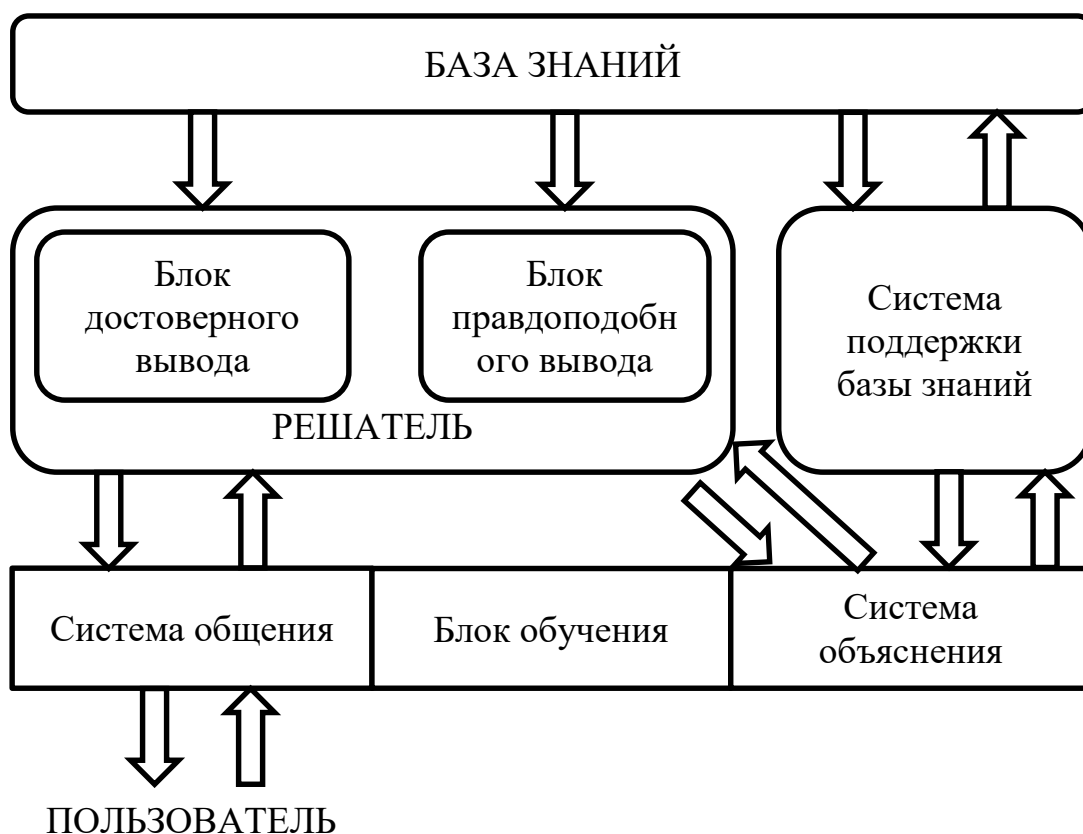 БАЗА ЗНАНИЙ
Блок
достоверного
вывода
Блок
правдоподобн
ого вывода
РЕШАТЕЛЬ
Система
поддержки
базы знаний
Система общения
Блок обучения
Система
объяснения
ПОЛЬЗОВАТЕЛЬ